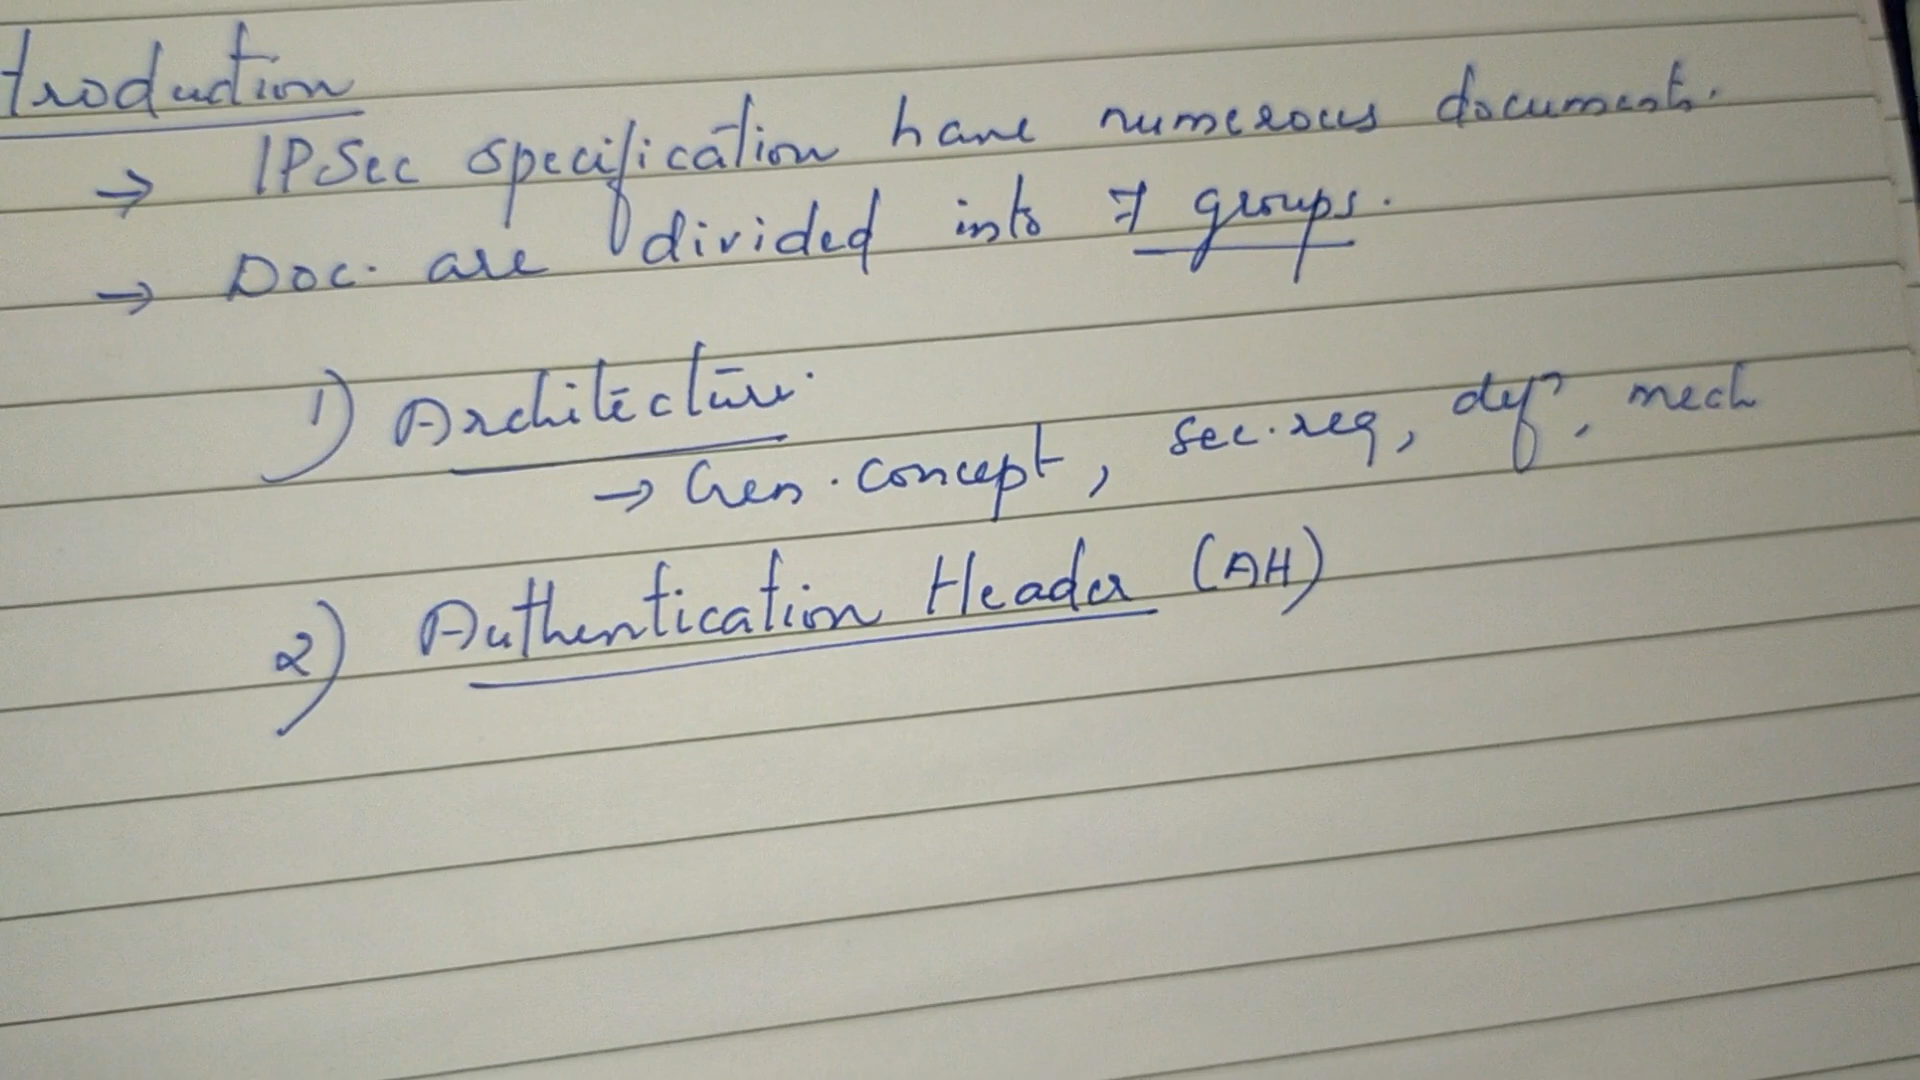 troduction
→ IPSec specification have numerous documents.
→ Doc. are divided into 7 groups.
1) Architecture.
→ Gen. concept, sec. req, defn, mech
2) Authentication Header (AH)